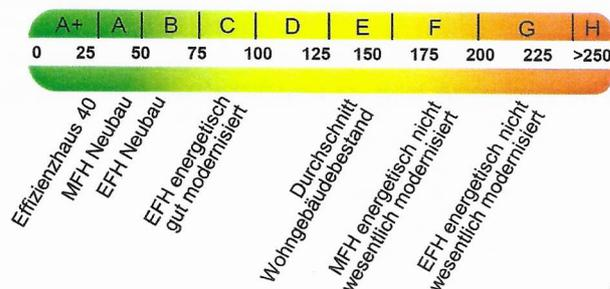 A+ A B C D E F G H
0 25 50 75 100 125 150 175 200 225 >250
Effizienzhaus 40
MFH Neubau
EFH Neubau
EFH energetisch
gut modernisiert
Durchschnitt
Wohngebäudebestand
MFH energetisch nicht
wesentlich modernisiert
EFH energetisch nicht
wesentlich modernisiert